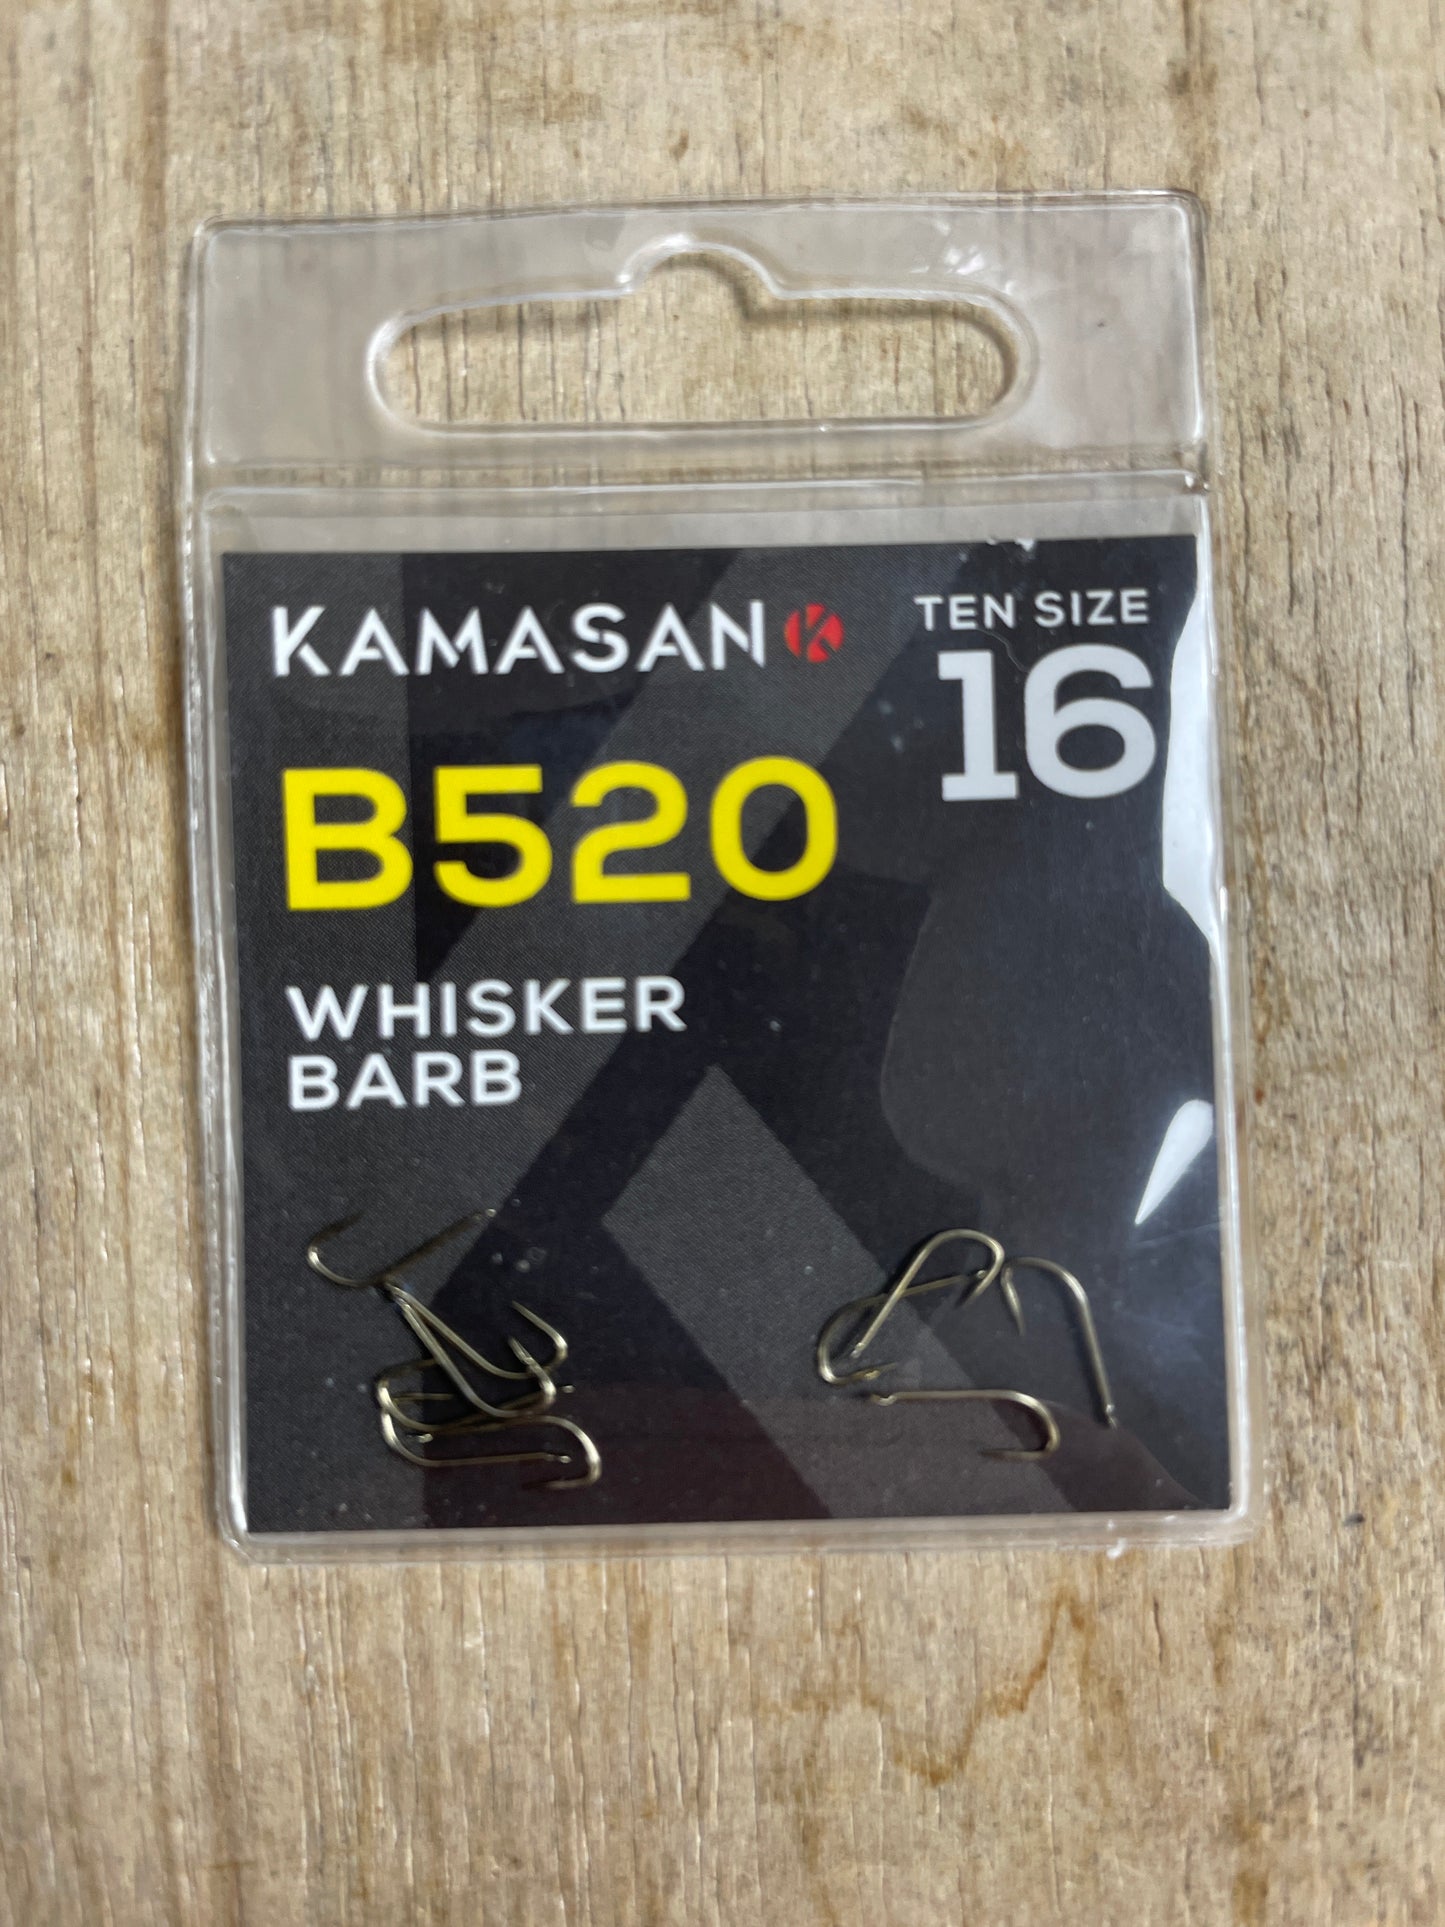 KAMASAN
TEN SIZE
16
B520
WHISKER
BARB